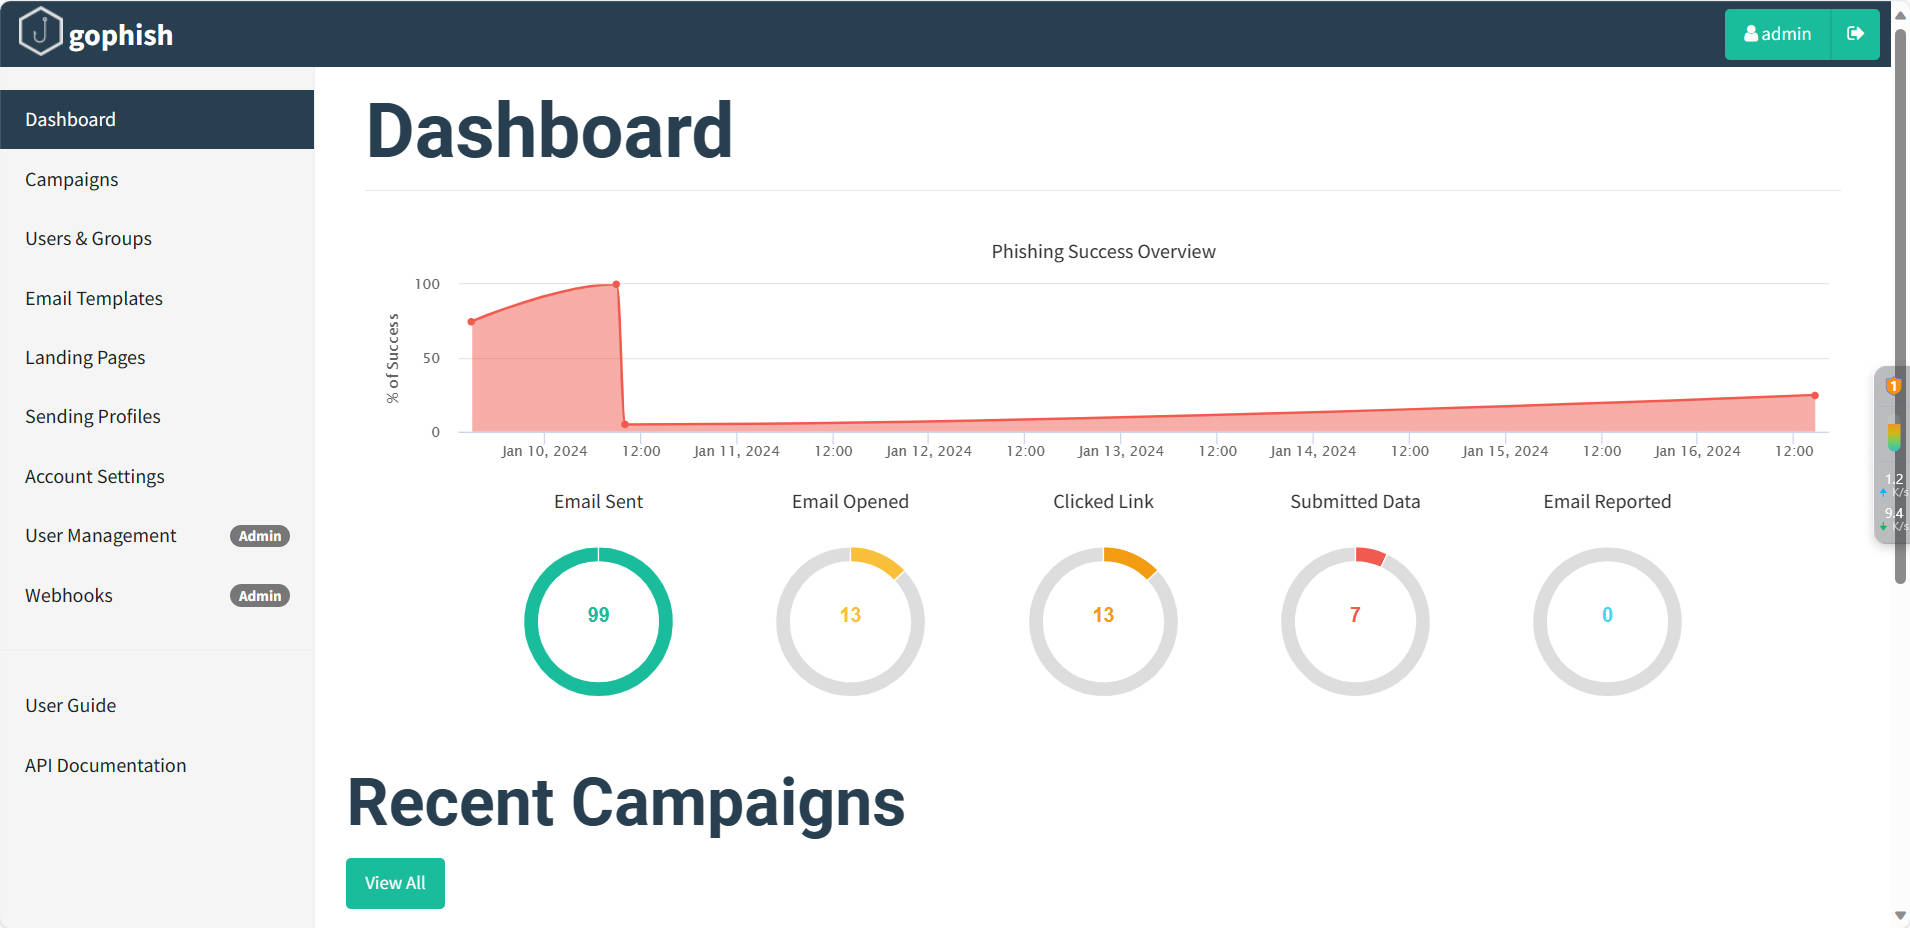 gophish
admin
Dashboard
Campaigns
Users & Groups
Email Templates
Landing Pages
Sending Profiles
Account Settings
User Management Admin
Webhooks Admin
User Guide
API Documentation
Dashboard
Phishing Success Overview
% of Success
100
50
0
Jan 10, 2024 12:00 Jan 11, 2024 12:00 Jan 12, 2024 12:00 Jan 13, 2024 12:00 Jan 14, 2024 12:00 Jan 15, 2024 12:00 Jan 16, 2024 12:00
Email Sent Email Opened Clicked Link Submitted Data Email Reported
99 13 13 7 0
Recent Campaigns
View All
1
1.2
K/s
9.4
K/s